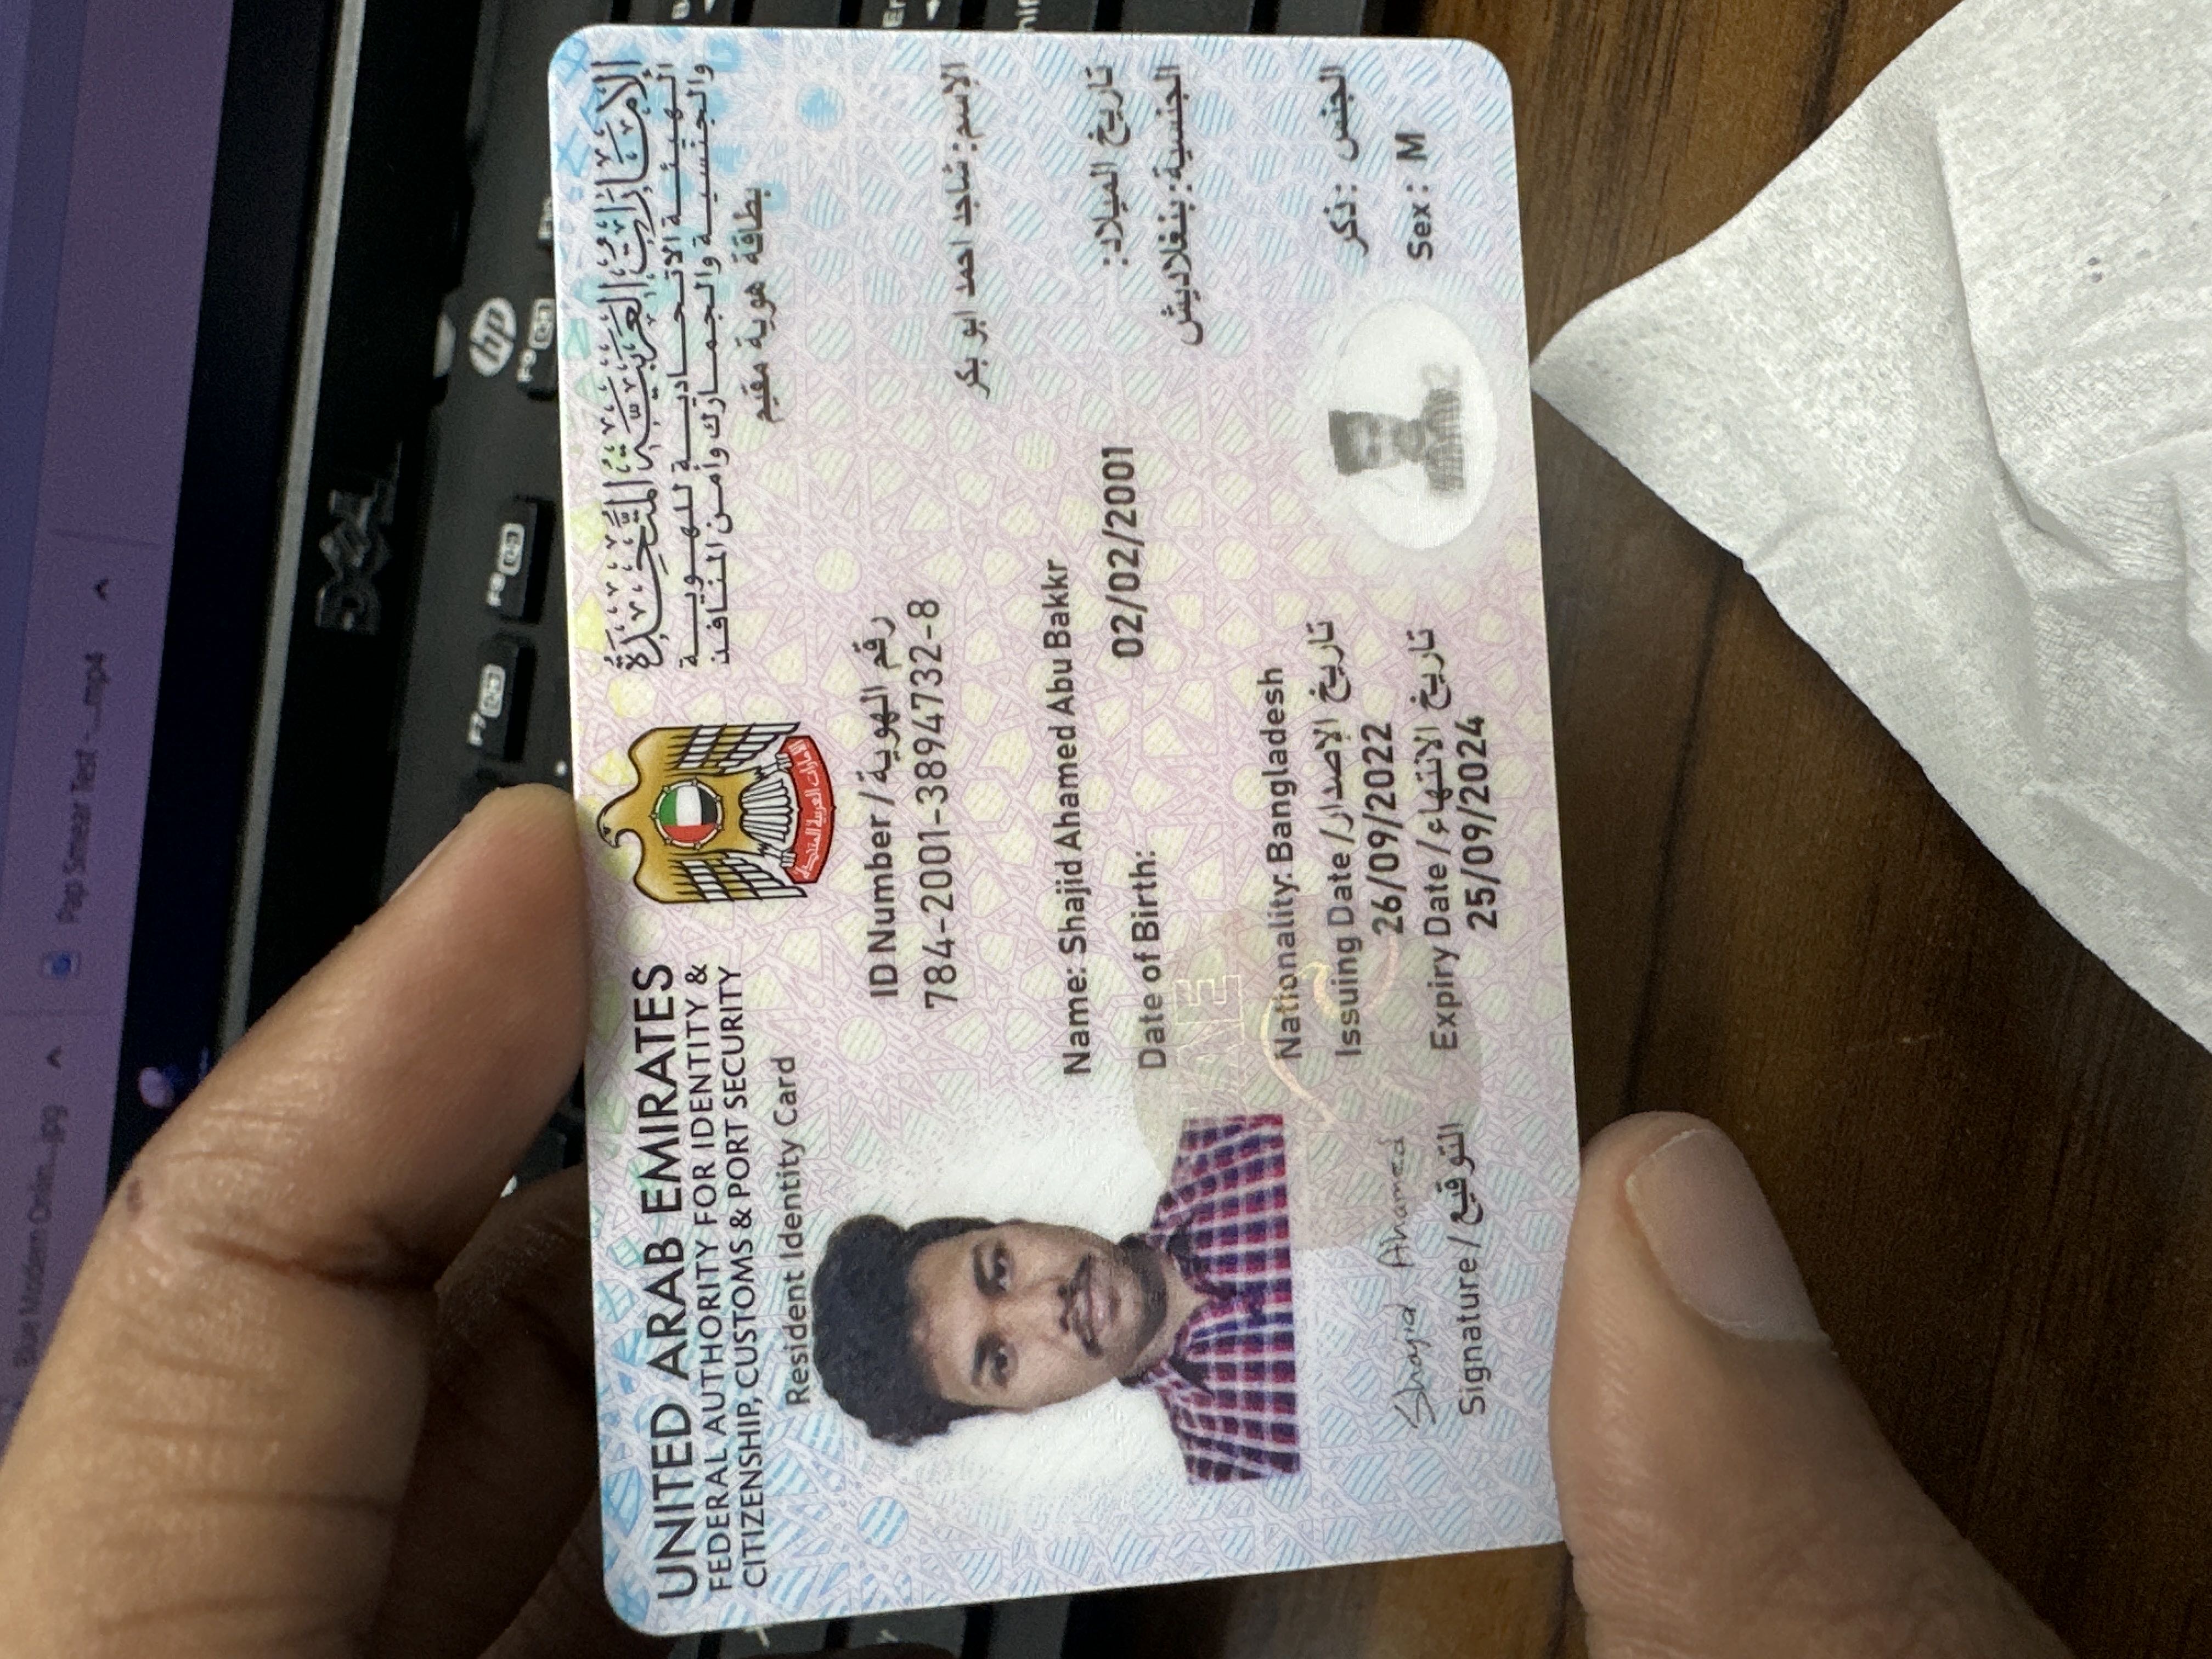 Blue Modern Onlin....jpg
Pap Smear Test -....mp4
DELL
F7
F8
hp
F9
UNITED ARAB EMIRATES
FEDERAL AUTHORITY FOR IDENTITY &
CITIZENSHIP, CUSTOMS & PORT SECURITY
Resident Identity Card
الإمارات العربية المتحدة
الهيئة الاتحادية للهوية
والجنسية والجمارك وأمن المنافذ
بطاقة هوية مقيم
الامارات العربية المتحدة
ID Number / رقم الهوية
784-2001-3894732-8
الإسم: شاجد احمد ابو بكر
Name: Shajid Ahamed Abu Bakkr
Date of Birth: 02/02/2001 تاريخ الميلاد:
الجنسية: بنغلاديش
UAE
Nationality: Bangladesh
Issuing Date / تاريخ الإصدار
26/09/2022
Expiry Date / تاريخ الانتهاء
25/09/2024
الجنس : ذكر
Sex : M
Shajid Ahamed
Signature / التوقيع